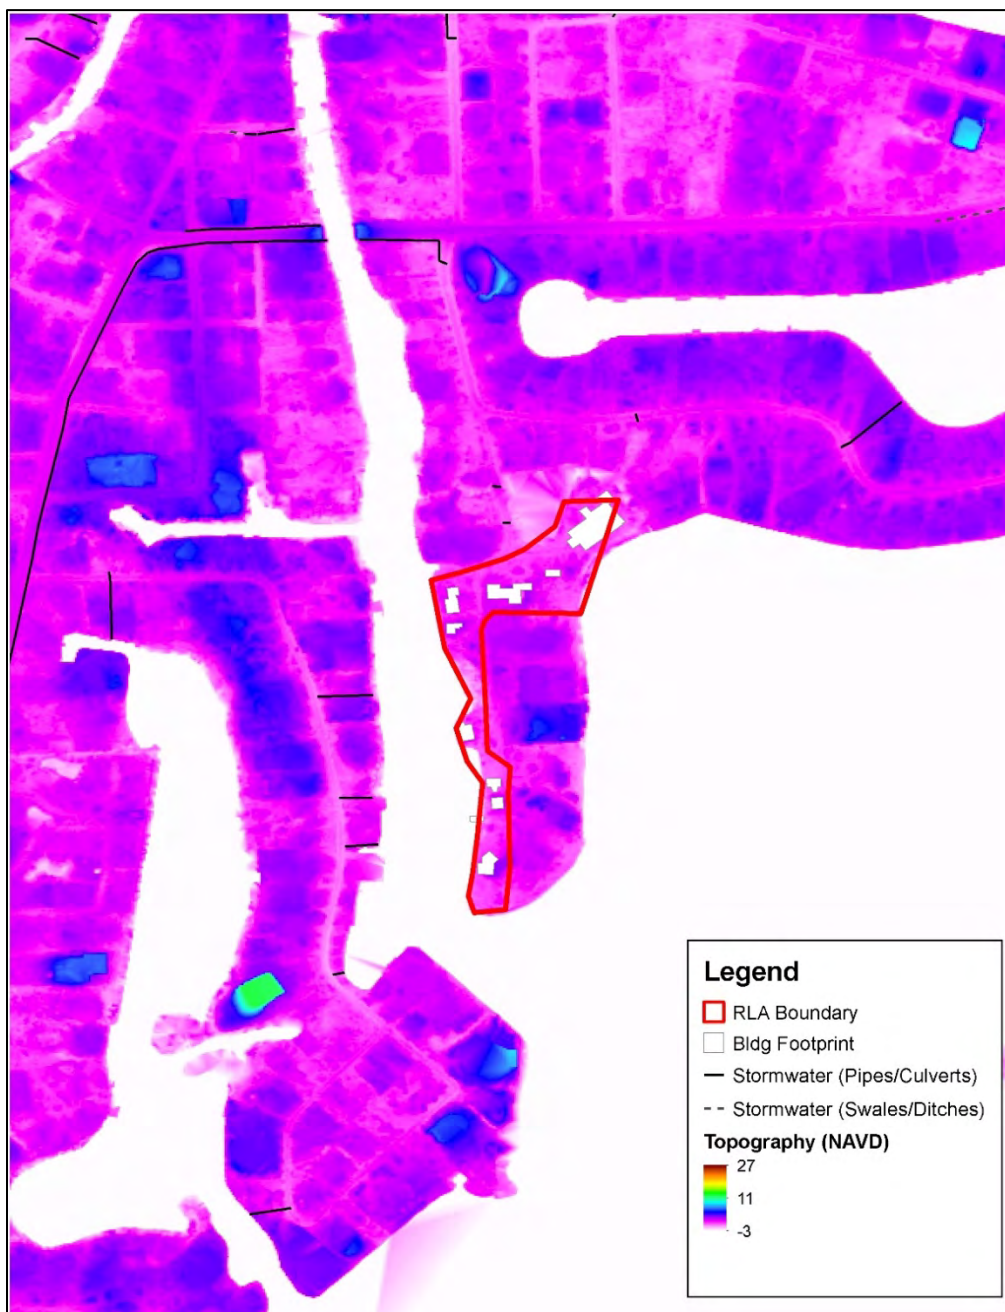 Legend
RLA Boundary
Bldg Footprint
Stormwater (Pipes/Culverts)
Stormwater (Swales/Ditches)
Topography (NAVD)
27
11
-3